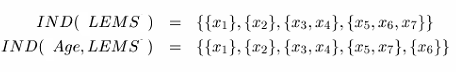 IND( LEMS ) = {{x₁}, {x₂}, {x₃, x₄}, {x₅, x₆, x₇}}
IND( Age, LEMS ) = {{x₁}, {x₂}, {x₃, x₄}, {x₅, x₇}, {x₆}}